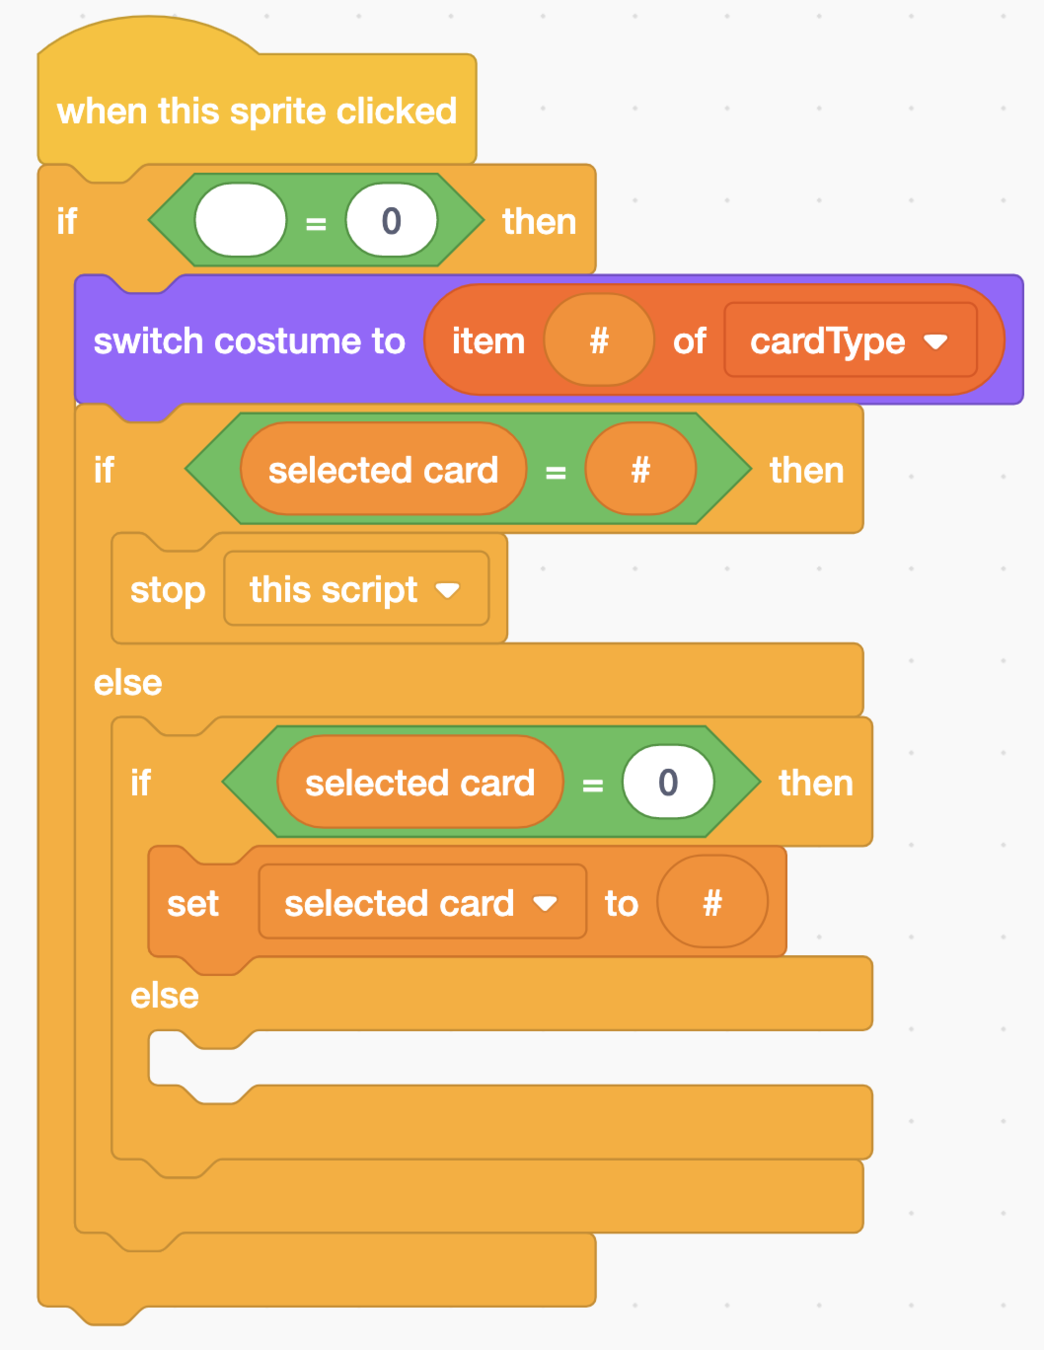 when this sprite clicked
if = 0 then
switch costume to item # of cardType
if selected card = # then
stop this script
else
if selected card = 0 then
set selected card to #
else